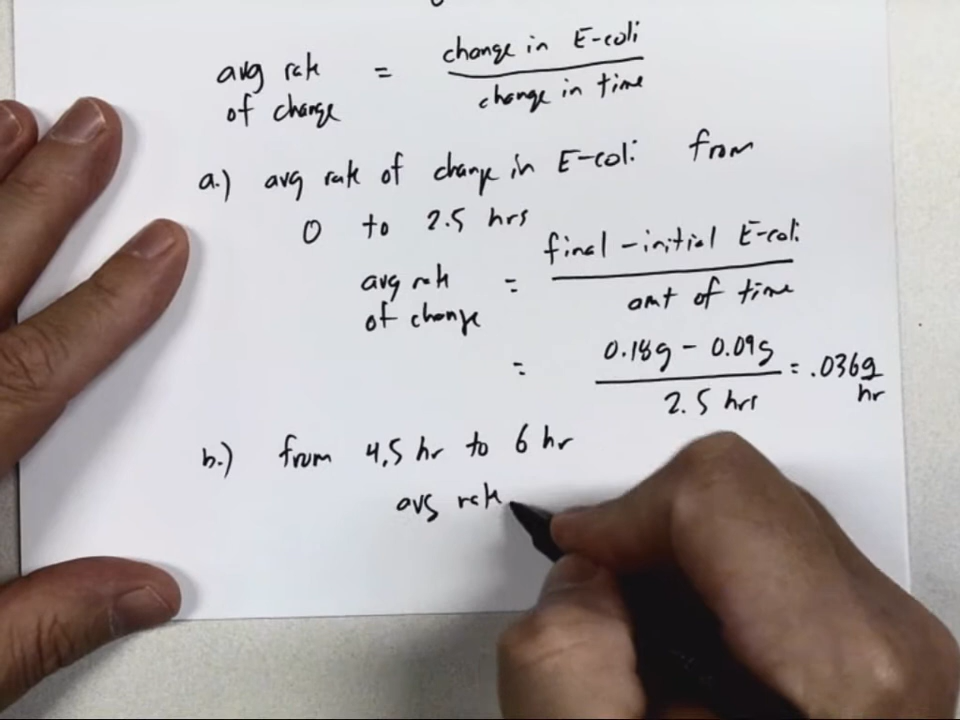 avg rate = change in E-coli
of change change in time
a.) avg rate of change in E-coli from
0 to 2.5 hrs
avg rate = final - initial E-coli
of change amt of time
= 0.18g - 0.09g = .036g
2.5 hrs hr
b.) from 4.5 hr to 6 hr
avg rate